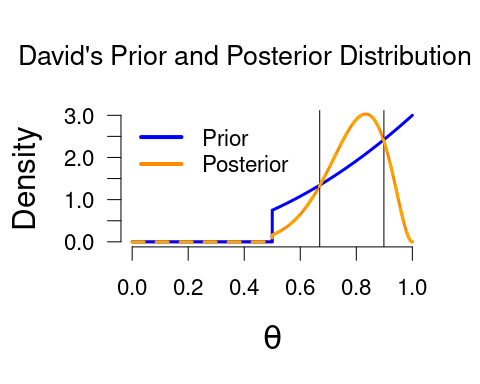 David's Prior and Posterior Distribution
Density
3.0
2.0
1.0
0.0
Prior
Posterior
0.0 0.2 0.4 0.6 0.8 1.0
θ